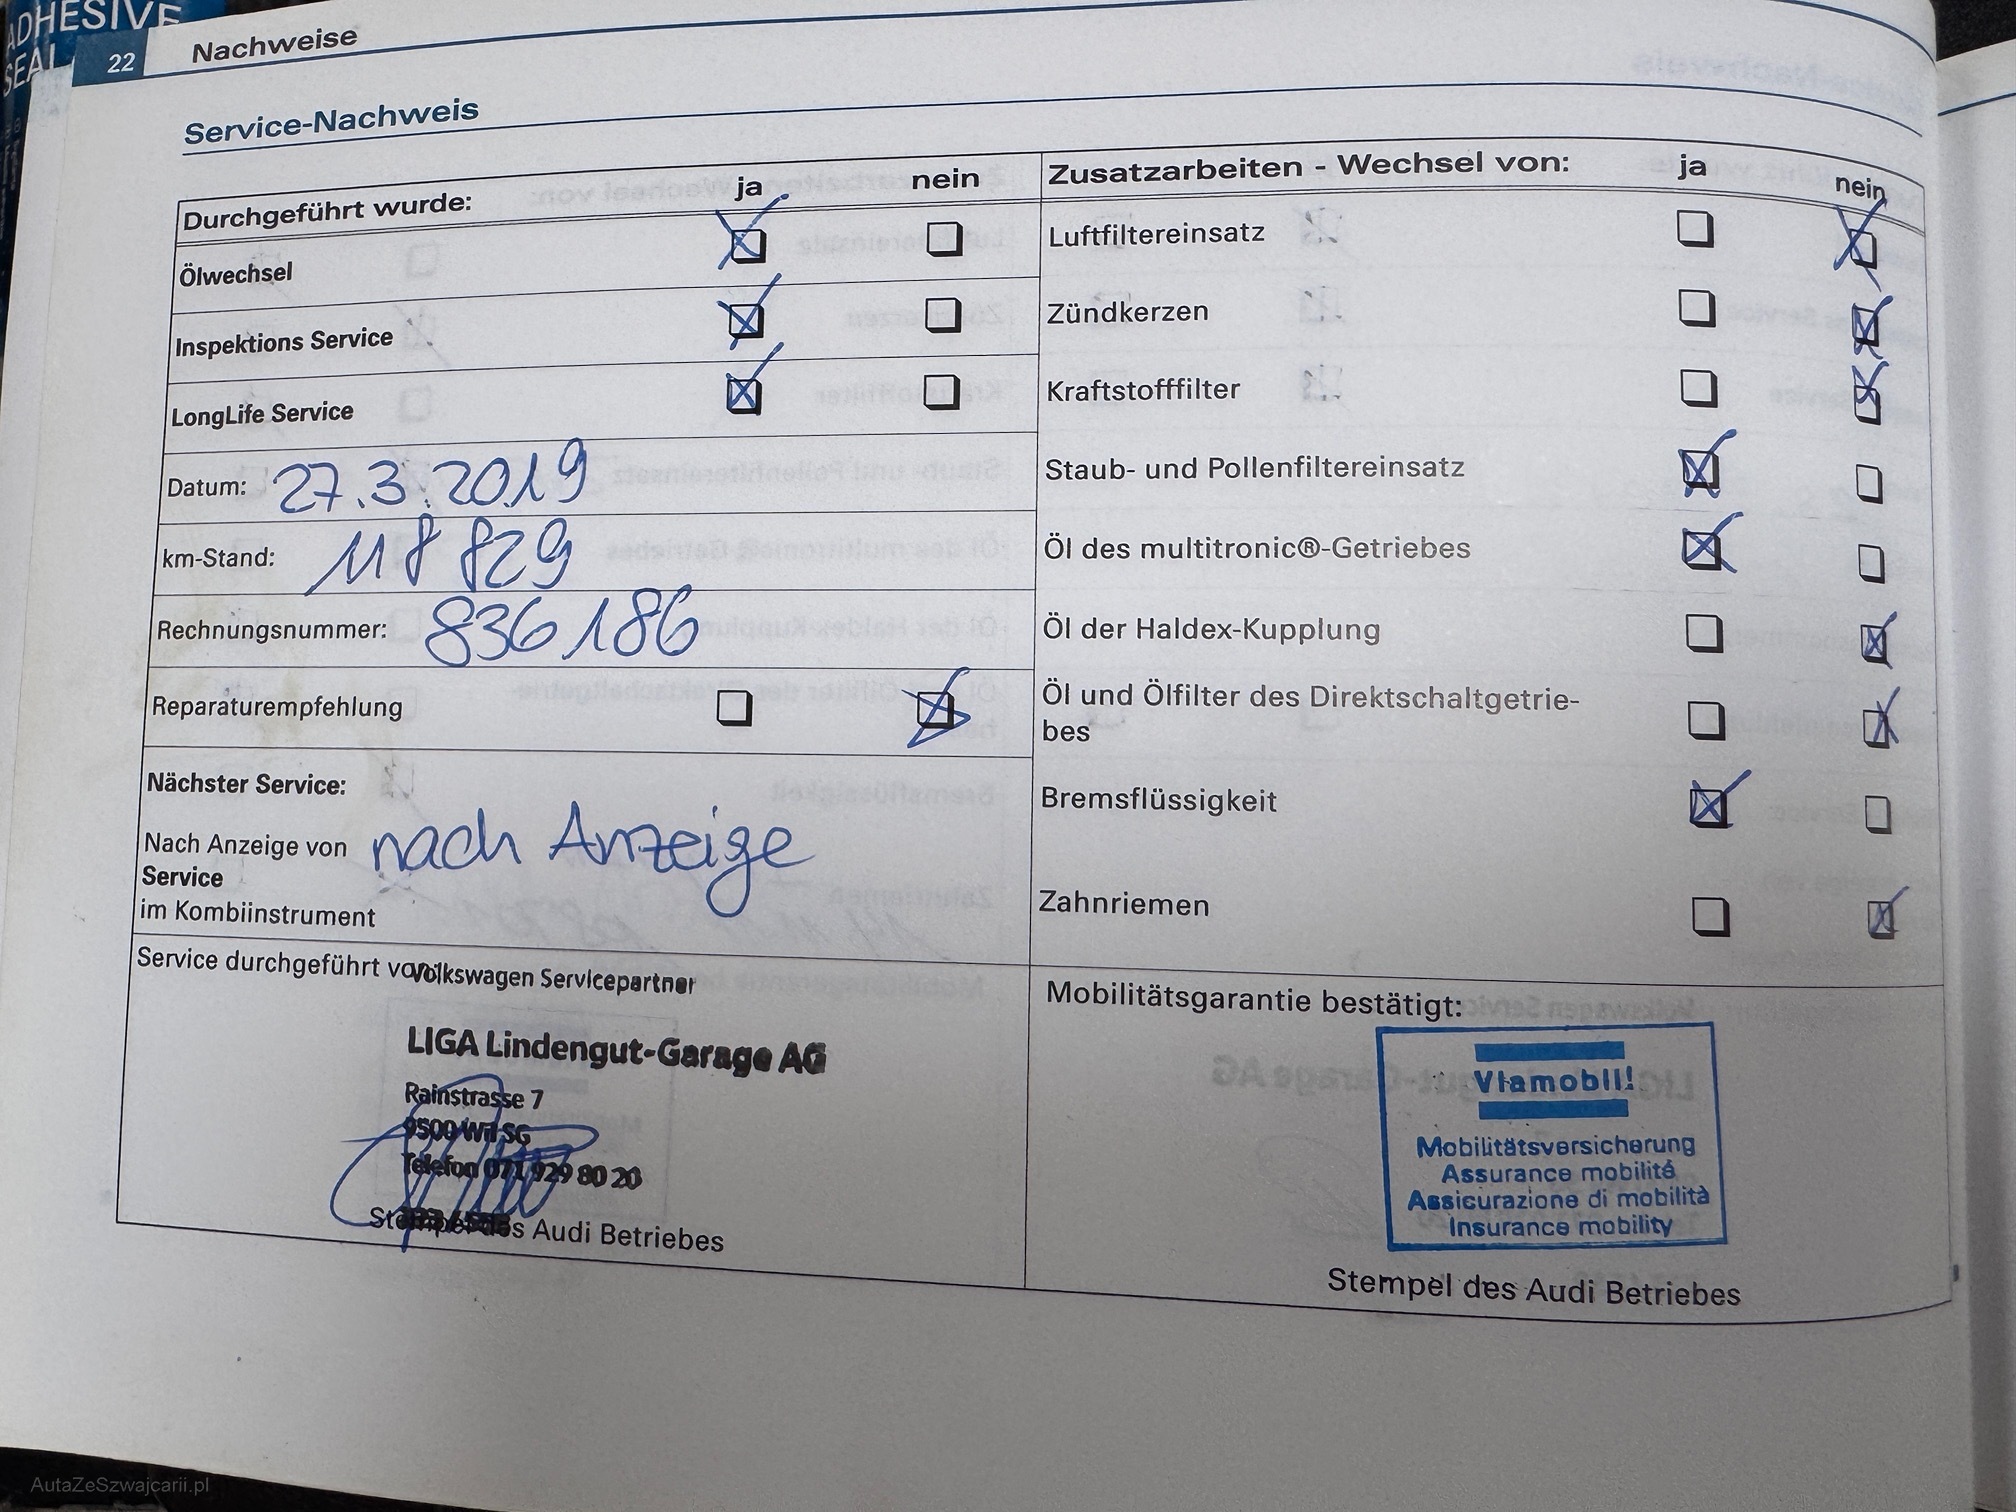 ADHESIVE
SEAL
22 Nachweise
Service-Nachweis
Durchgeführt wurde: ja nein
Ölwechsel
Inspektions Service
LongLife Service
Datum: 27.3.2019
km-Stand: 118 829
Rechnungsnummer: 836186
Reparaturempfehlung
Nächster Service:
Nach Anzeige von nach Anzeige
Service
im Kombiinstrument
Service durchgeführt von:
Volkswagen Servicepartner
LIGA Lindengut-Garage AG
Rainstrasse 7
9500 Wil SG
Telefon 071 929 80 20
Stempel des Audi Betriebes
Zusatzarbeiten - Wechsel von: ja nein
Luftfiltereinsatz
Zündkerzen
Kraftstofffilter
Staub- und Pollenfiltereinsatz
Öl des multitronic®-Getriebes
Öl der Haldex-Kupplung
Öl und Ölfilter des Direktschaltgetrie-
bes
Bremsflüssigkeit
Zahnriemen
Mobilitätsgarantie bestätigt:
Viamobil!
Mobilitätsversicherung
Assurance mobilité
Assicurazione di mobilità
Insurance mobility
Stempel des Audi Betriebes
AutaZeSzwajcarii.pl